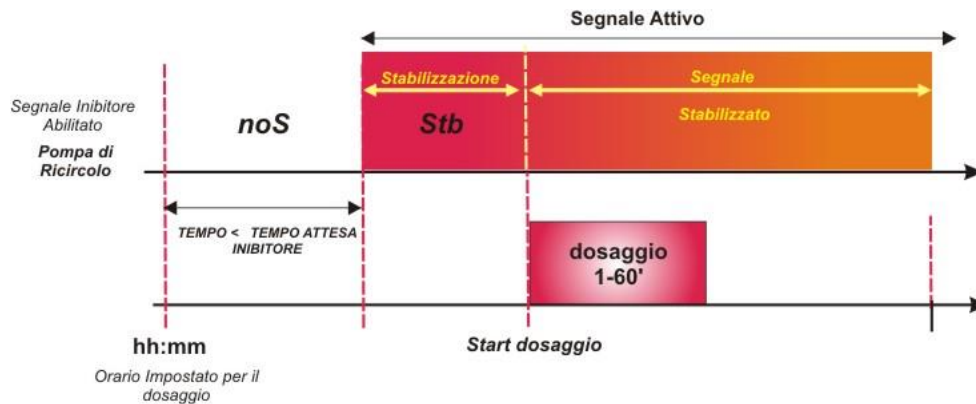 Segnale Attivo
Stabilizzazione
Segnale
Stabilizzato
Segnale Inibitore
Abilitato
Pompa di
Ricircolo
noS
Stb
TEMPO < TEMPO ATTESA
INIBITORE
dosaggio
1-60'
hh:mm
Start dosaggio
Orario Impostato per il
dosaggio